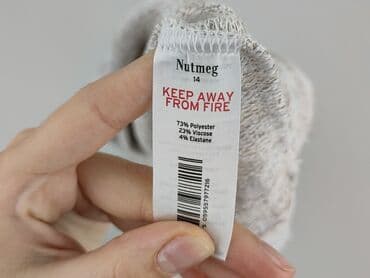 Nutmeg
14
KEEP AWAY
FROM FIRE
73% Polyester
23% Viscose
4% Elastane